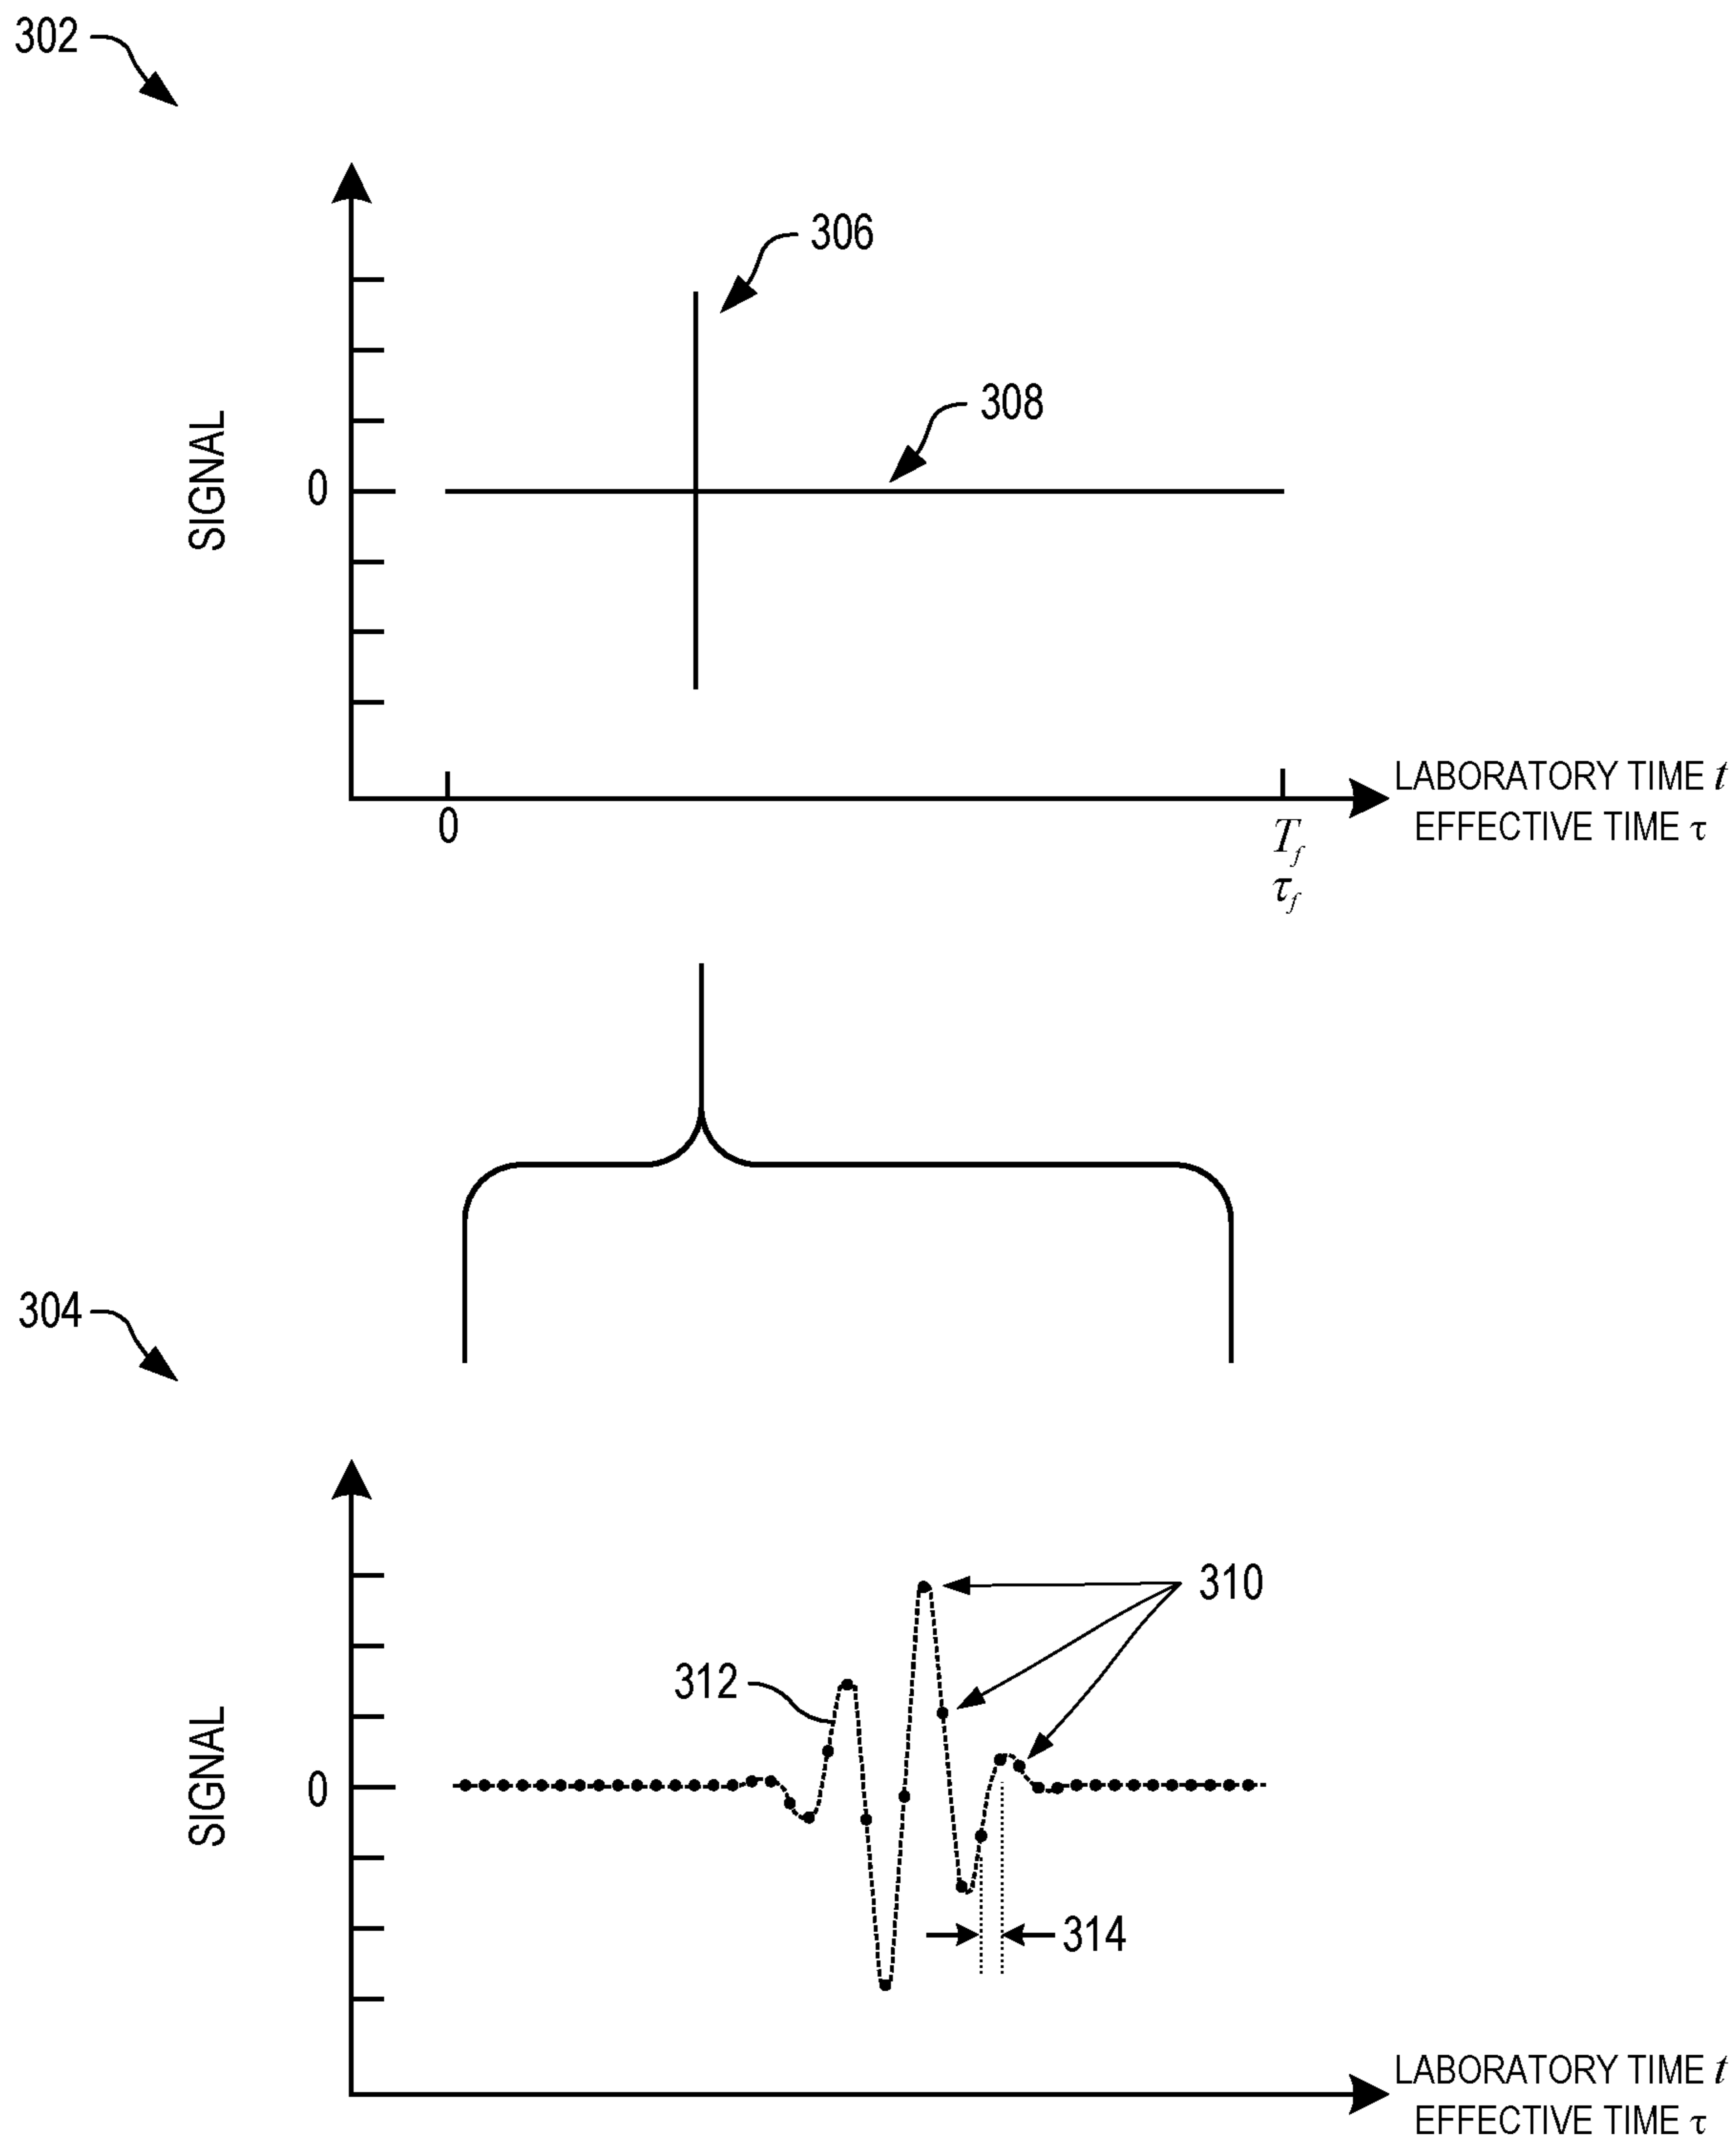 302
306
308
SIGNAL
0
LABORATORY TIME t
EFFECTIVE TIME τ
0
T_f
τ_f
304
310
312
SIGNAL
0
314
LABORATORY TIME t
EFFECTIVE TIME τ